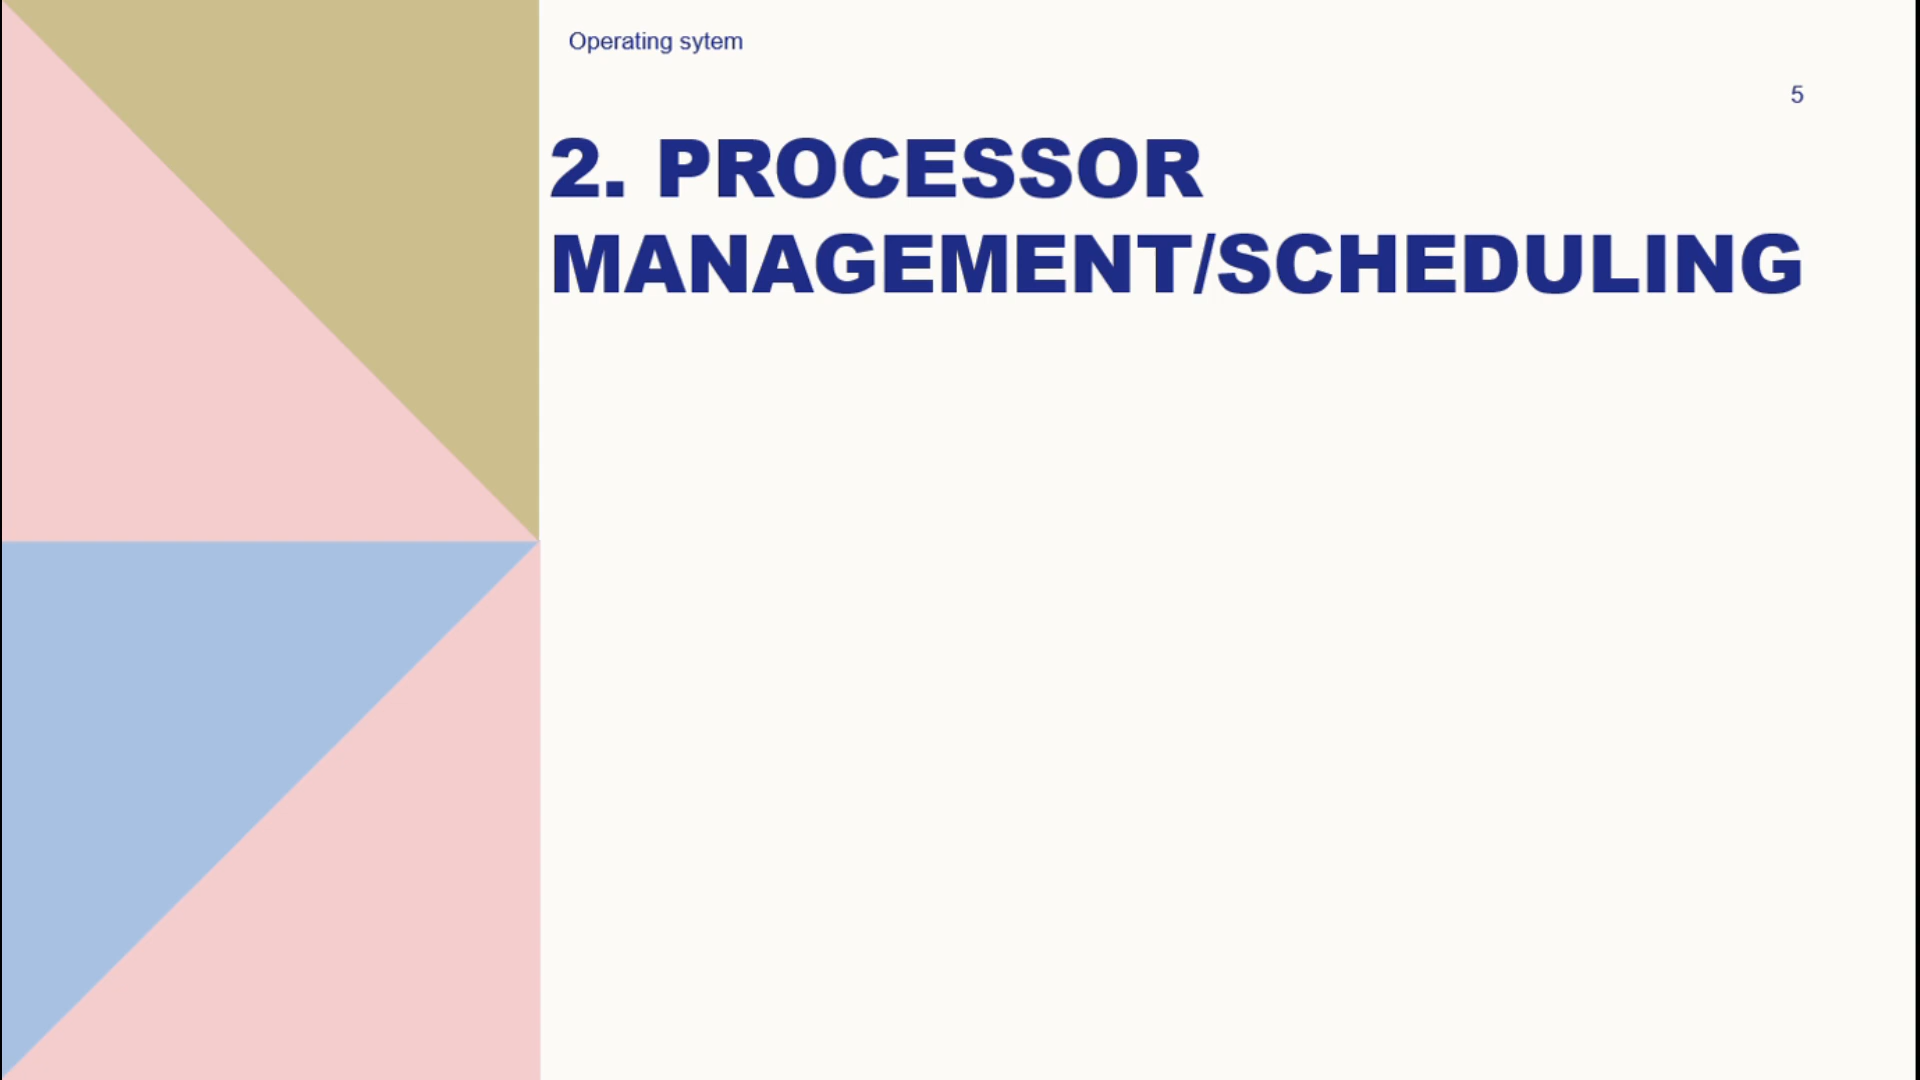 Operating sytem
5
2. PROCESSOR
MANAGEMENT/SCHEDULING